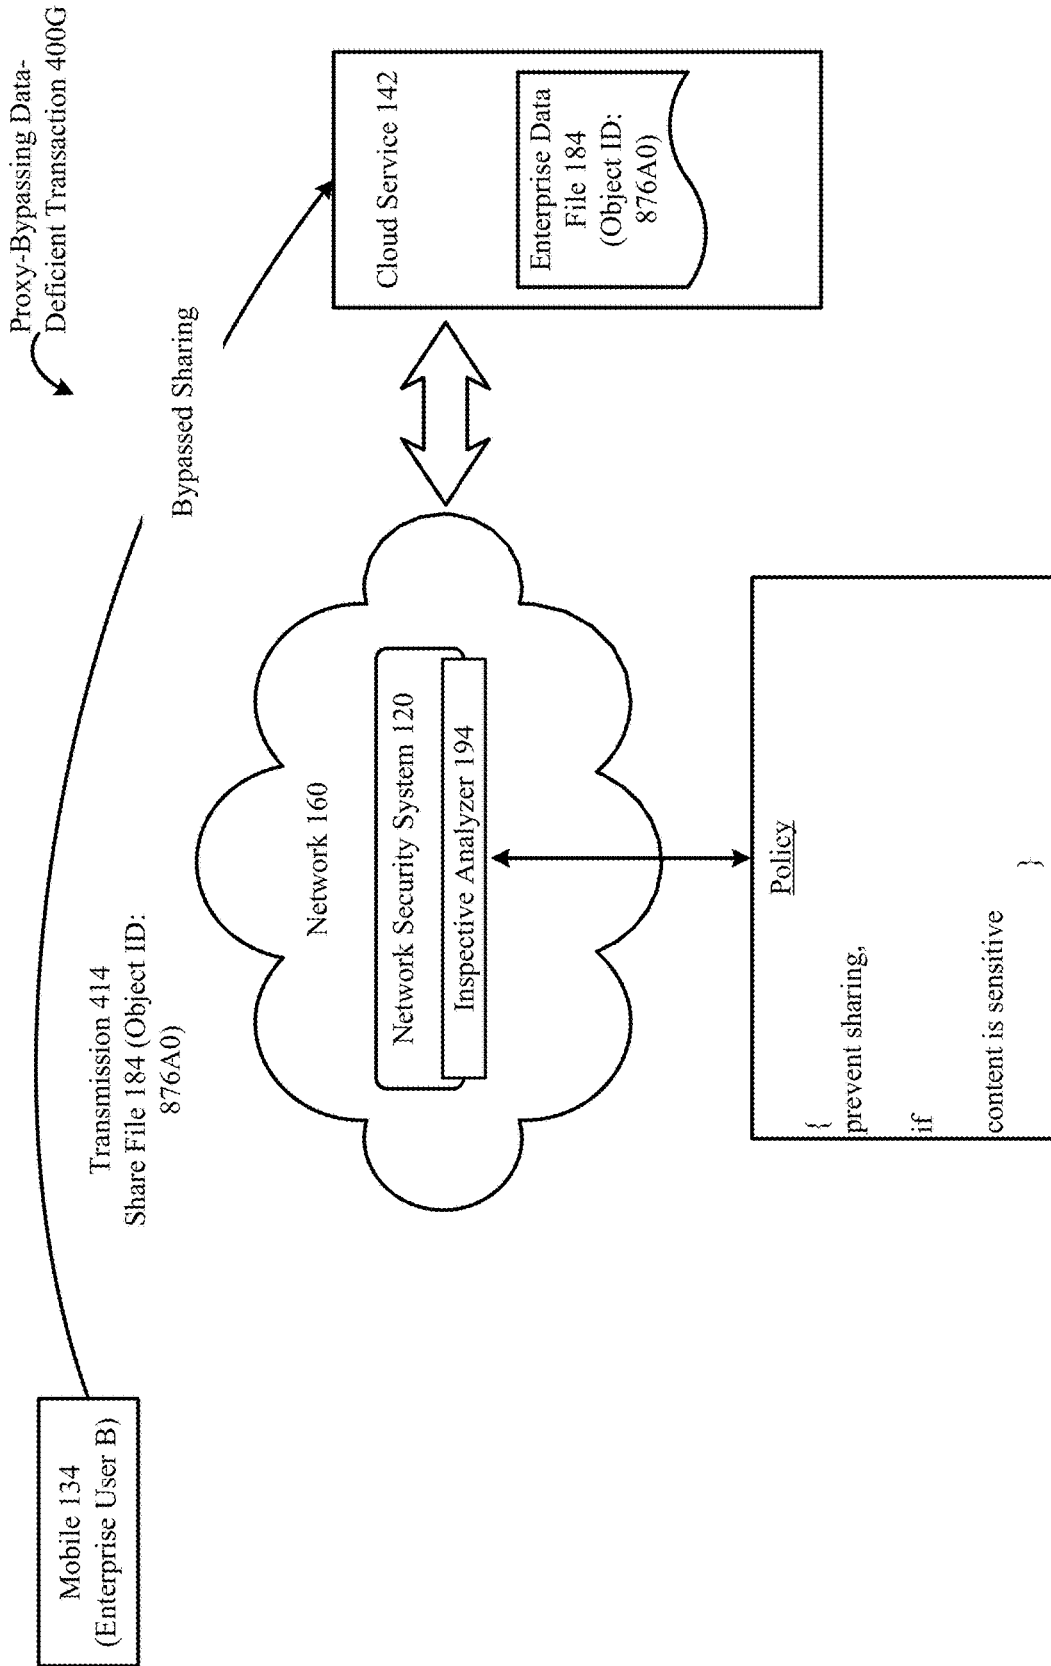 Proxy-Bypassing Data-
Deficient Transaction 400G
Mobile 134
(Enterprise User B)
Transmission 414
Share File 184 (Object ID:
876A0)
Bypassed Sharing
Network 160
Network Security System 120
Inspective Analyzer 194
Cloud Service 142
Enterprise Data
File 184
(Object ID:
876A0)
Policy
{
prevent sharing,
if
content is sensitive
}